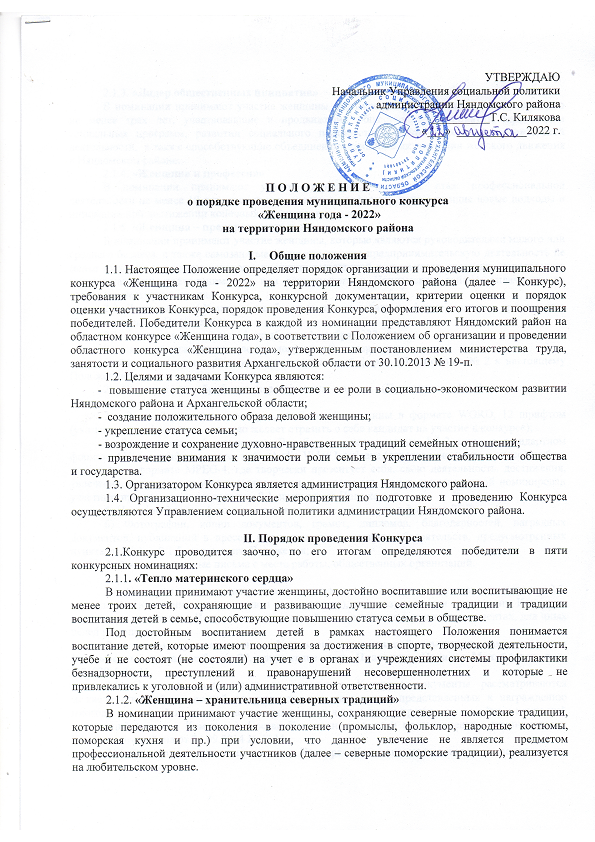 УТВЕРЖДАЮ
Начальник Управления социальной политики
администрации Няндомского района
Г.С. Килякова
августа 2022 г.
П О Л О Ж Е Н И Е
о порядке проведения муниципального конкурса
«Женщина года - 2022»
на территории Няндомского района
I. Общие положения
1.1. Настоящее Положение определяет порядок организации и проведения муниципального
конкурса «Женщина года - 2022» на территории Няндомского района (далее – Конкурс),
требования к участникам Конкурса, конкурсной документации, критерии оценки и порядок
оценки участников Конкурса, порядок проведения Конкурса, оформления его итогов и поощрения
победителей. Победители Конкурса в каждой из номинации представляют Няндомский район на
областном конкурсе «Женщина года», в соответствии с Положением об организации и проведении
областного конкурса «Женщина года», утвержденным постановлением министерства труда,
занятости и социального развития Архангельской области от 30.10.2013 № 19-п.
1.2. Целями и задачами Конкурса являются:
- повышение статуса женщины в обществе и ее роли в социально-экономическом развитии
Няндомского района и Архангельской области;
- создание положительного образа деловой женщины;
- укрепление статуса семьи;
- возрождение и сохранение духовно-нравственных традиций семейных отношений;
- привлечение внимания к значимости роли семьи в укреплении стабильности общества
и государства.
1.3. Организатором Конкурса является администрация Няндомского района.
1.4. Организационно-технические мероприятия по подготовке и проведению Конкурса
осуществляются Управлением социальной политики администрации Няндомского района.
II. Порядок проведения Конкурса
2.1.Конкурс проводится заочно, по его итогам определяются победители в пяти
конкурсных номинациях:
2.1.1. «Тепло материнского сердца»
В номинации принимают участие женщины, достойно воспитавшие или воспитывающие не
менее троих детей, сохраняющие и развивающие лучшие семейные традиции и традиции
воспитания детей в семье, способствующие повышению статуса семьи в обществе.
Под достойным воспитанием детей в рамках настоящего Положения понимается
воспитание детей, которые имеют поощрения за достижения в спорте, творческой деятельности,
учебе и не состоят (не состояли) на учет е в органах и учреждениях системы профилактики
безнадзорности, преступлений и правонарушений несовершеннолетних и которые не
привлекались к уголовной и (или) административной ответственности.
2.1.2. «Женщина – хранительница северных традиций»
В номинации принимают участие женщины, сохраняющие северные поморские традиции,
которые передаются из поколения в поколение (промыслы, фольклор, народные костюмы,
поморская кухня и пр.) при условии, что данное увлечение не является предметом
профессиональной деятельности участников (далее – северные поморские традиции), реализуется
на любительском уровне.